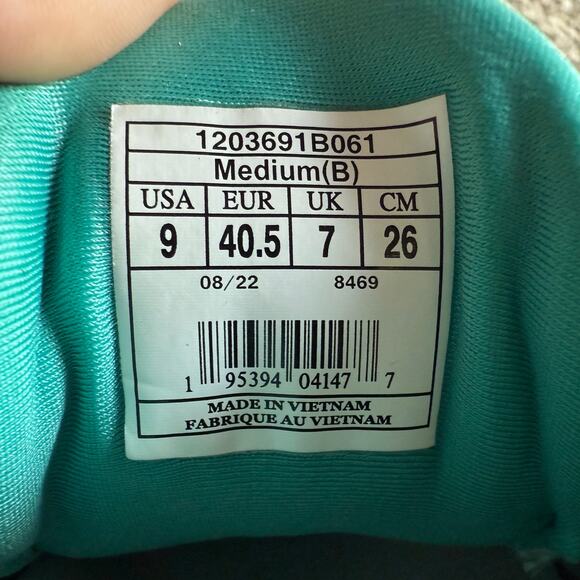 1203691B061
Medium(B)
USA EUR UK CM
9 40.5 7 26
08/22 8469
1 95394 04147 7
MADE IN VIETNAM
FABRIQUE AU VIETNAM